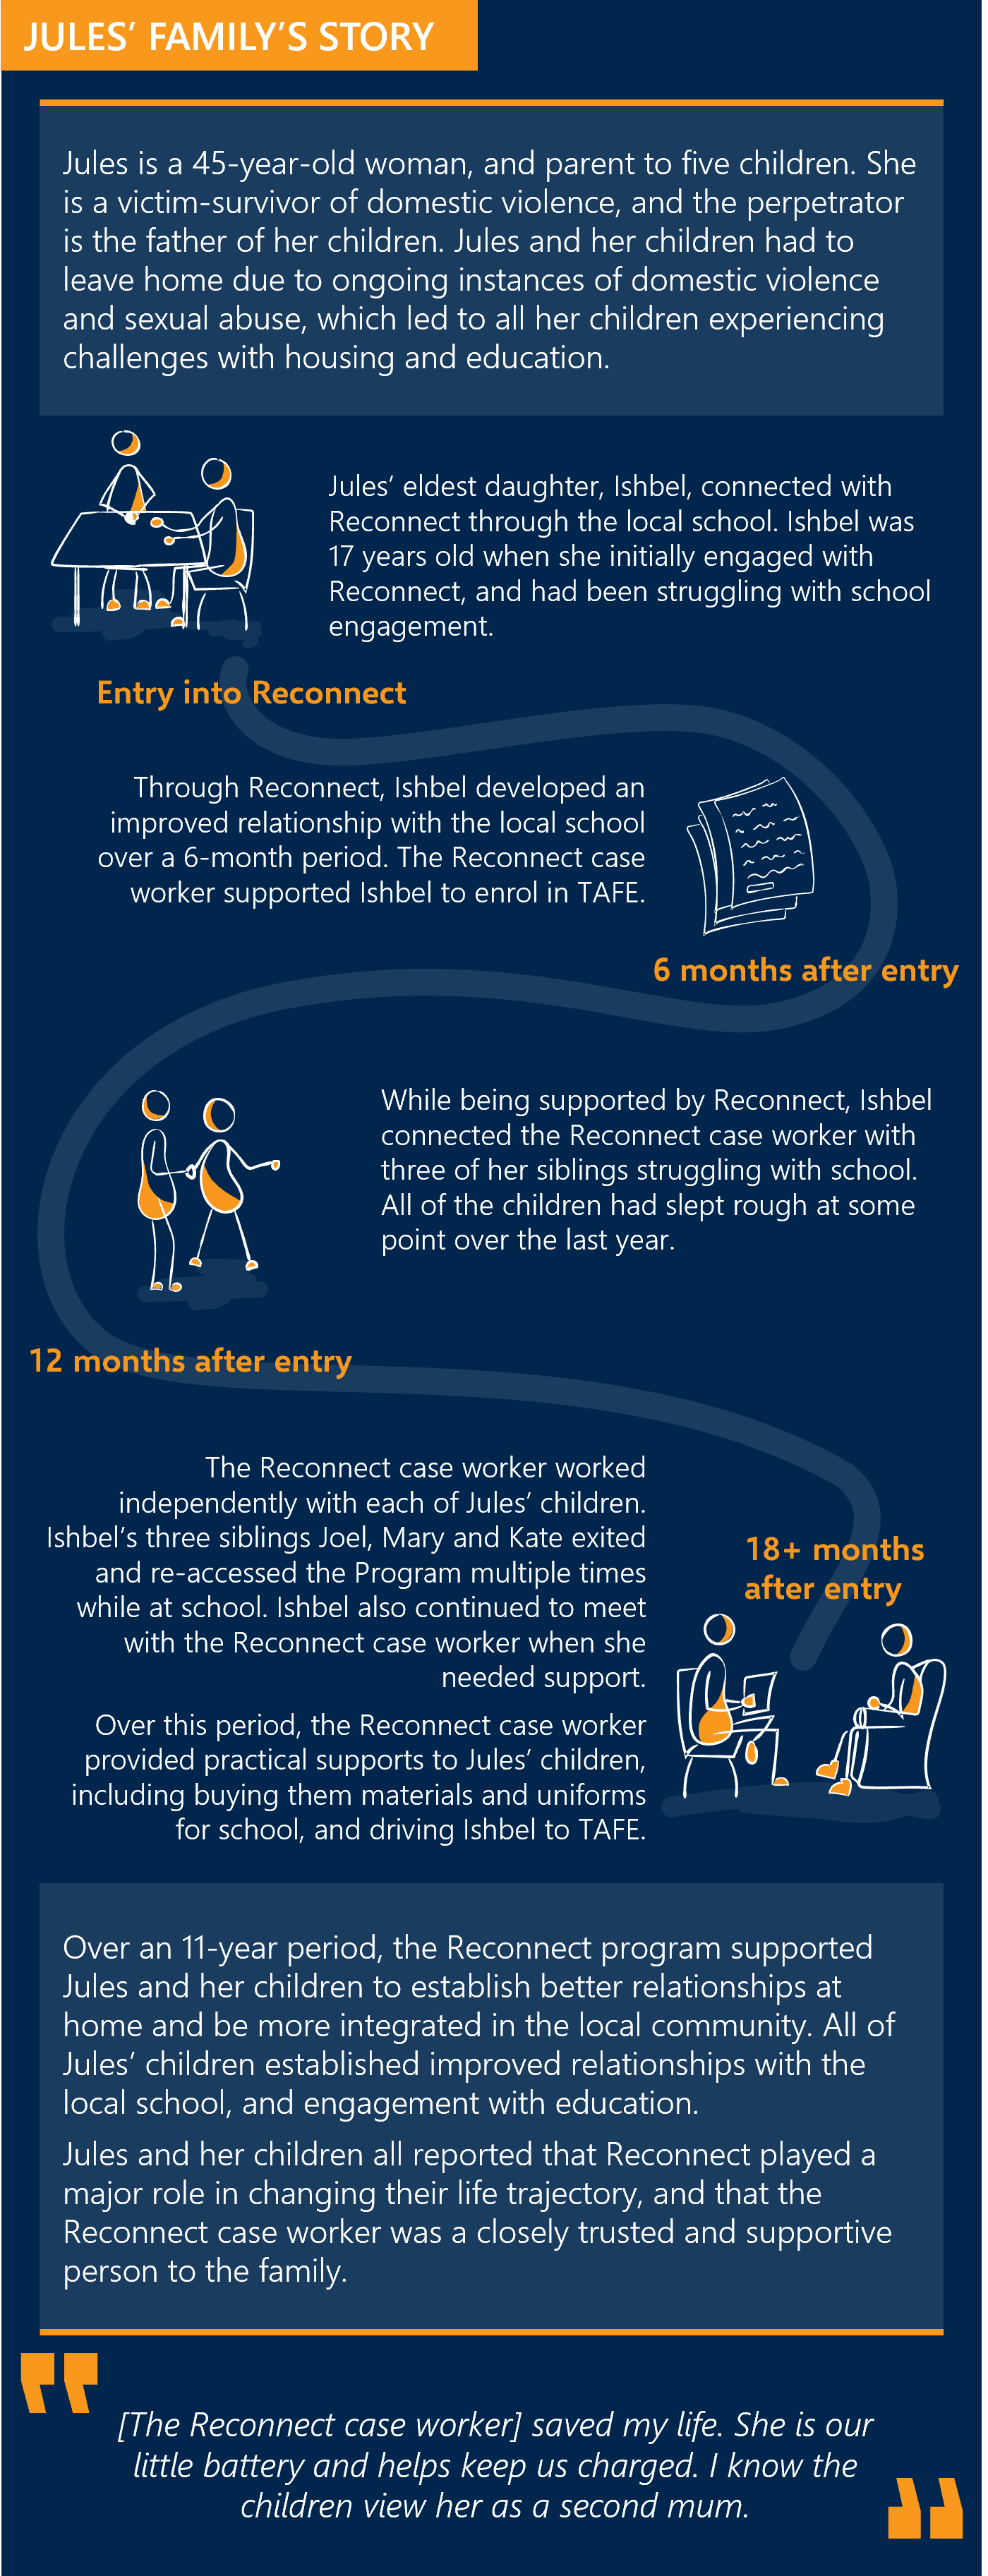 JULES’ FAMILY’S STORY
Jules is a 45-year-old woman, and parent to five children. She
is a victim-survivor of domestic violence, and the perpetrator
is the father of her children. Jules and her children had to
leave home due to ongoing instances of domestic violence
and sexual abuse, which led to all her children experiencing
challenges with housing and education.
Jules’ eldest daughter, Ishbel, connected with
Reconnect through the local school. Ishbel was
17 years old when she initially engaged with
Reconnect, and had been struggling with school
engagement.
Entry into Reconnect
Through Reconnect, Ishbel developed an
improved relationship with the local school
over a 6-month period. The Reconnect case
worker supported Ishbel to enrol in TAFE.
6 months after entry
While being supported by Reconnect, Ishbel
connected the Reconnect case worker with
three of her siblings struggling with school.
All of the children had slept rough at some
point over the last year.
12 months after entry
The Reconnect case worker worked
independently with each of Jules’ children.
Ishbel’s three siblings Joel, Mary and Kate exited
and re-accessed the Program multiple times
while at school. Ishbel also continued to meet
with the Reconnect case worker when she
needed support.
Over this period, the Reconnect case worker
provided practical supports to Jules’ children,
including buying them materials and uniforms
for school, and driving Ishbel to TAFE.
18+ months
after entry
Over an 11-year period, the Reconnect program supported
Jules and her children to establish better relationships at
home and be more integrated in the local community. All of
Jules’ children established improved relationships with the
local school, and engagement with education.
Jules and her children all reported that Reconnect played a
major role in changing their life trajectory, and that the
Reconnect case worker was a closely trusted and supportive
person to the family.
"[The Reconnect case worker] saved my life. She is our
little battery and helps keep us charged. I know the
children view her as a second mum."